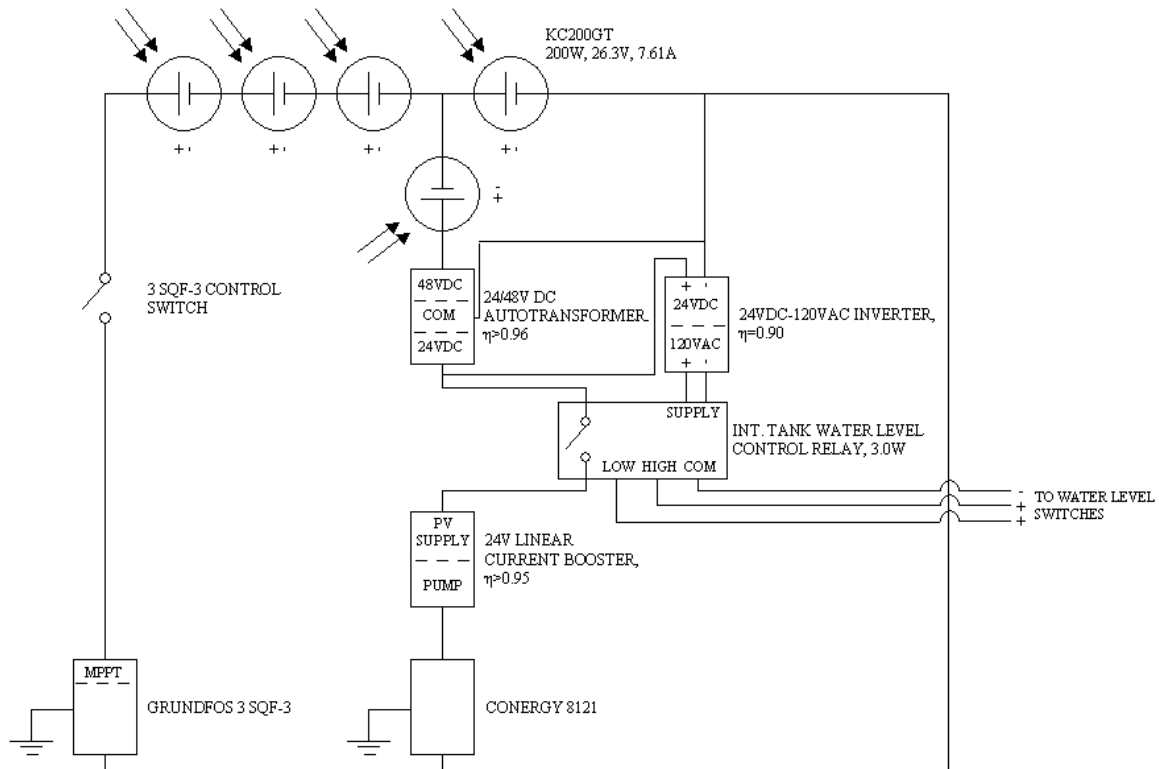 KC200GT
200W, 26.3V, 7.61A
+ -
+ -
+ -
+ -
-
+
3 SQF-3 CONTROL
SWITCH
48VDC
COM
24VDC
24/48V DC
AUTOTRANSFORMER
η>0.96
+ -
24VDC
120VAC
+ -
24VDC-120VAC INVERTER,
η=0.90
SUPPLY
LOW HIGH COM
INT. TANK WATER LEVEL
CONTROL RELAY, 3.0W
-
+
+
TO WATER LEVEL
SWITCHES
PV
SUPPLY
PUMP
24V LINEAR
CURRENT BOOSTER,
η>0.95
MPPT
GRUNDFOS 3 SQF-3
CONERGY 8121